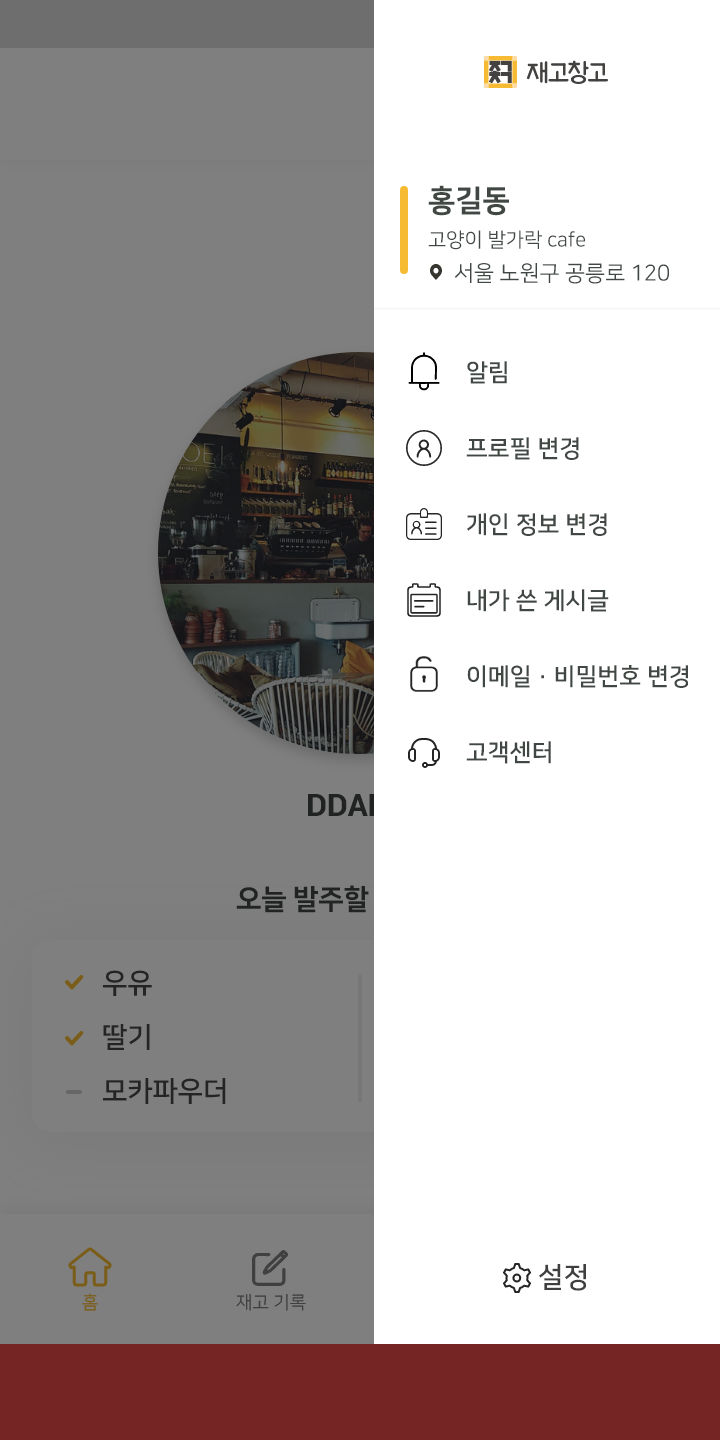 재고창고
홍길동
고양이 발가락 cafe
서울 노원구 공릉로 120
알림
프로필 변경
개인 정보 변경
내가 쓴 게시글
이메일 · 비밀번호 변경
고객센터
설정
오늘 발주할
우유
딸기
모카파우더
홈
재고 기록